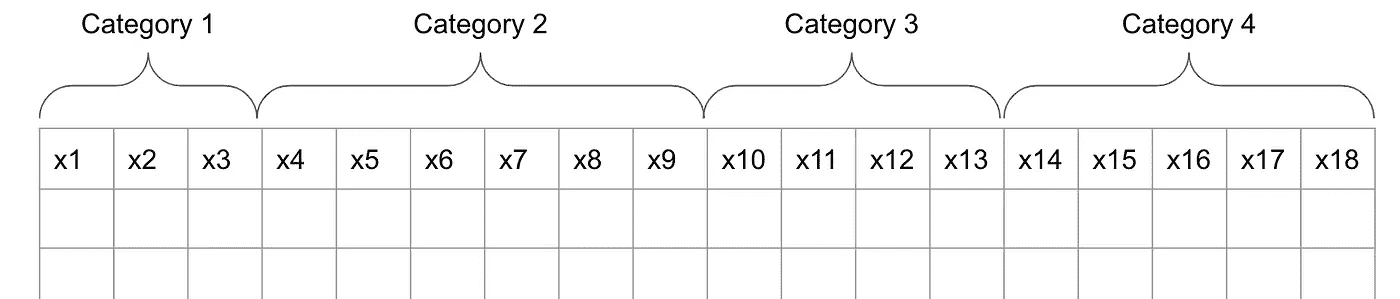 Category 1 Category 2 Category 3 Category 4
x1 x2 x3 x4 x5 x6 x7 x8 x9 x10 x11 x12 x13 x14 x15 x16 x17 x18